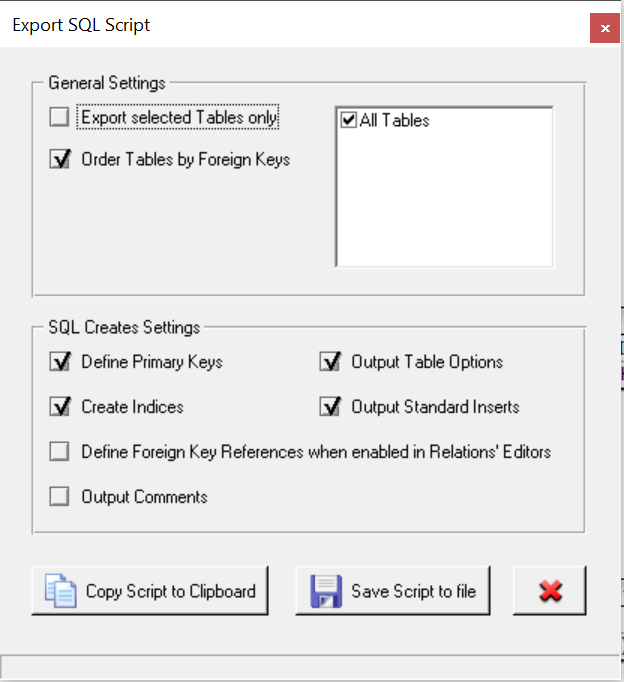 Export SQL Script
General Settings
Export selected Tables only
All Tables
Order Tables by Foreign Keys
SQL Creates Settings
Define Primary Keys
Output Table Options
Create Indices
Output Standard Inserts
Define Foreign Key References when enabled in Relations' Editors
Output Comments
Copy Script to Clipboard
Save Script to file